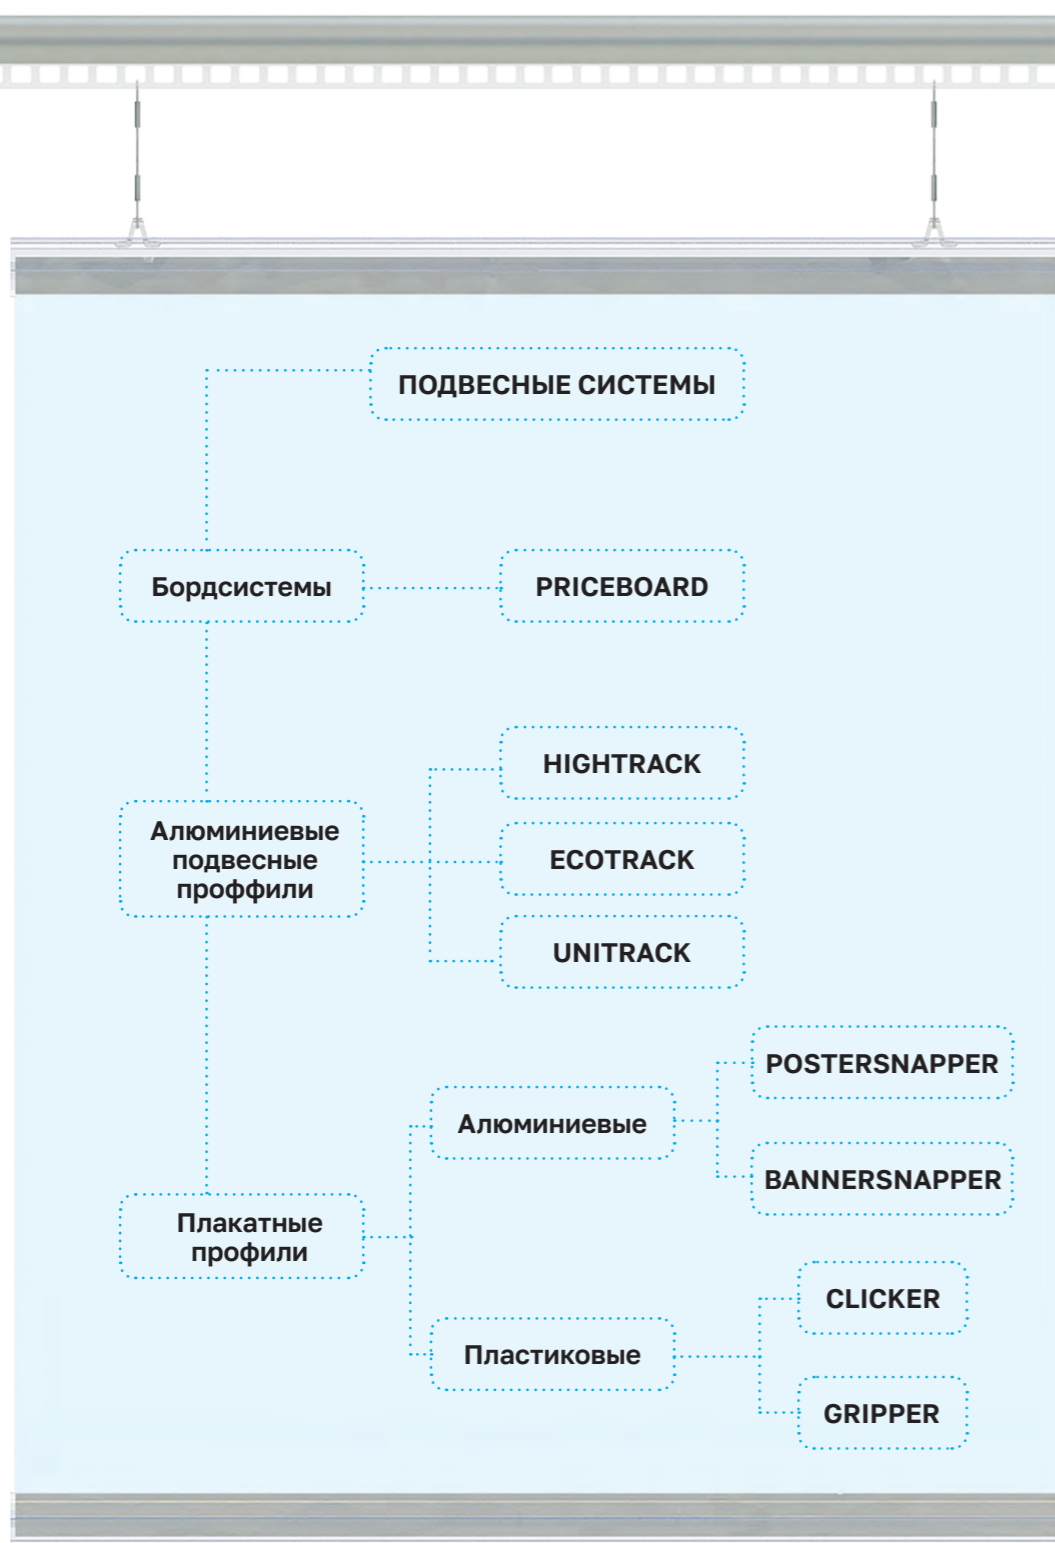 ПОДВЕСНЫЕ СИСТЕМЫ
Бордсистемы
PRICEBOARD
HIGHTRACK
Алюминиевые
подвесные
проффили
ECOTRACK
UNITRACK
POSTERSNAPPER
Алюминиевые
BANNERSNAPPER
Плакатные
профили
CLICKER
Пластиковые
GRIPPER